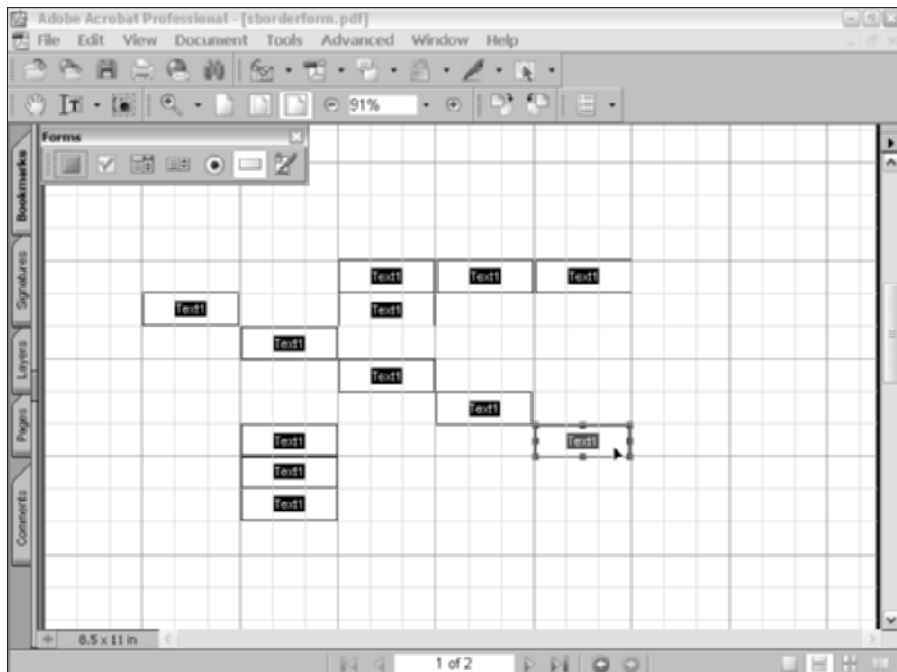 Adobe Acrobat Professional - [sborderform.pdf]
File Edit View Document Tools Advanced Window Help
91%
Forms
Bookmarks
Signatures
Layers
Pages
Comments
Text1 Text1 Text1
Text1 Text1
Text1
Text1
Text1
Text1 Text1
Text1
Text1
8.5 x 11 in
1 of 2